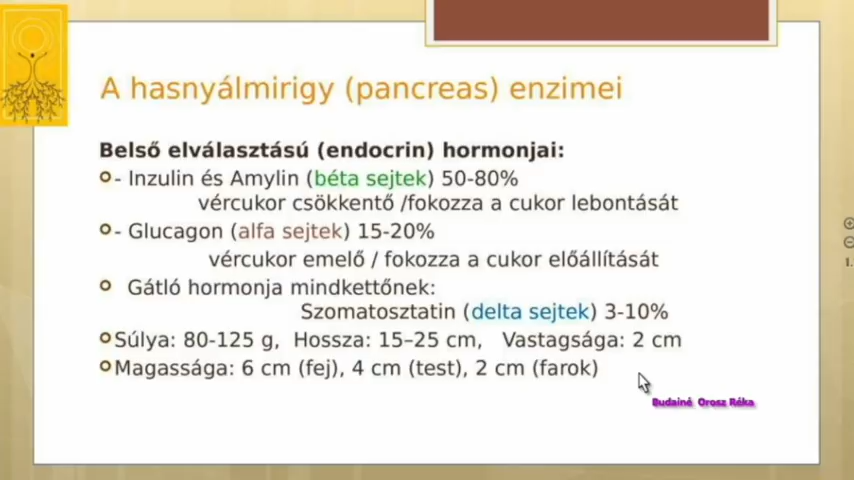 A hasnyálmirigy (pancreas) enzimei
Belső elválasztású (endocrin) hormonjai:
- Inzulin és Amylin (béta sejtek) 50-80%
vércukor csökkentő /fokozza a cukor lebontását
- Glucagon (alfa sejtek) 15-20%
vércukor emelő / fokozza a cukor előállítását
Gátló hormonja mindkettőnek:
Szomatosztatin (delta sejtek) 3-10%
Súlya: 80-125 g, Hossza: 15–25 cm, Vastagsága: 2 cm
Magassága: 6 cm (fej), 4 cm (test), 2 cm (farok)
Budainé Orosz Réka
1.